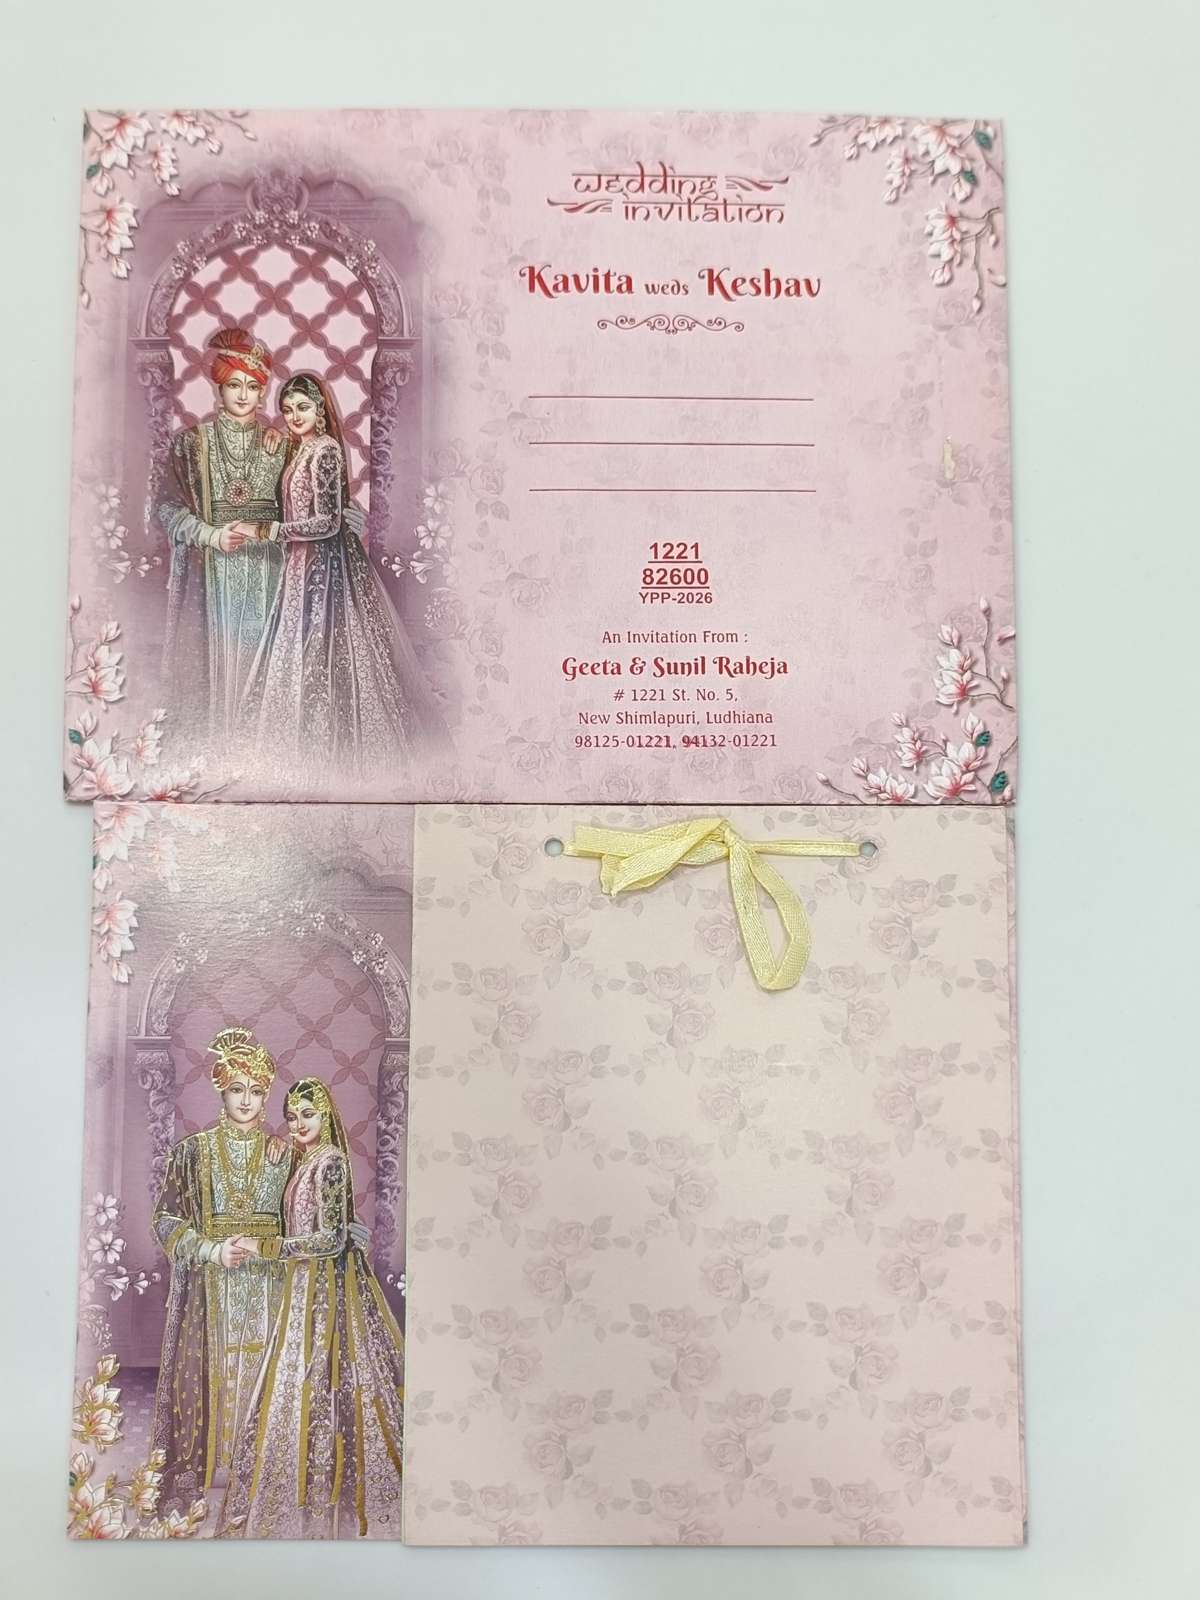 wedding
invitation
Kavita weds Keshav
1221
82600
YPP-2026
An Invitation From :
Geeta & Sunil Raheja
# 1221 St. No. 5,
New Shimlapuri, Ludhiana
98125-01221, 94132-01221